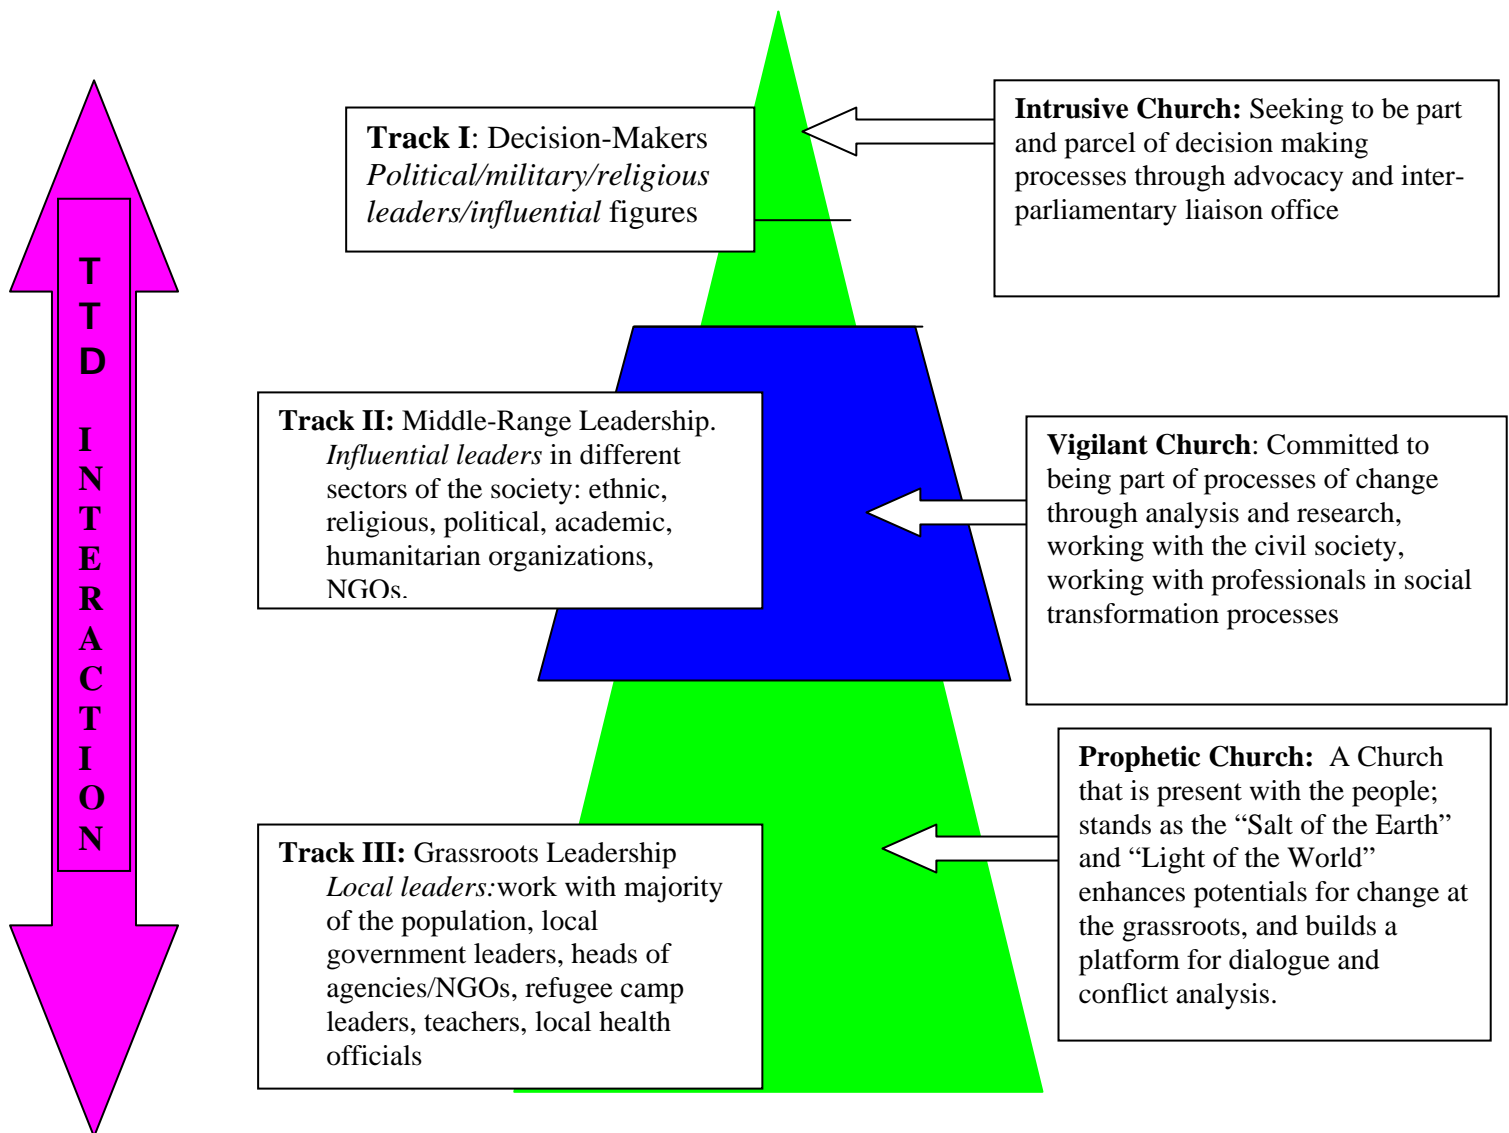 T
T
D
I
N
T
E
R
A
C
T
I
O
N
Track I: Decision-Makers
Political/military/religious
leaders/influential figures
Intrusive Church: Seeking to be part
and parcel of decision making
processes through advocacy and inter-
parliamentary liaison office
Track II: Middle-Range Leadership.
Influential leaders in different
sectors of the society: ethnic,
religious, political, academic,
humanitarian organizations,
NGOs.
Vigilant Church: Committed to
being part of processes of change
through analysis and research,
working with the civil society,
working with professionals in social
transformation processes
Track III: Grassroots Leadership
Local leaders:work with majority
of the population, local
government leaders, heads of
agencies/NGOs, refugee camp
leaders, teachers, local health
officials
Prophetic Church: A Church
that is present with the people;
stands as the “Salt of the Earth”
and “Light of the World”
enhances potentials for change at
the grassroots, and builds a
platform for dialogue and
conflict analysis.